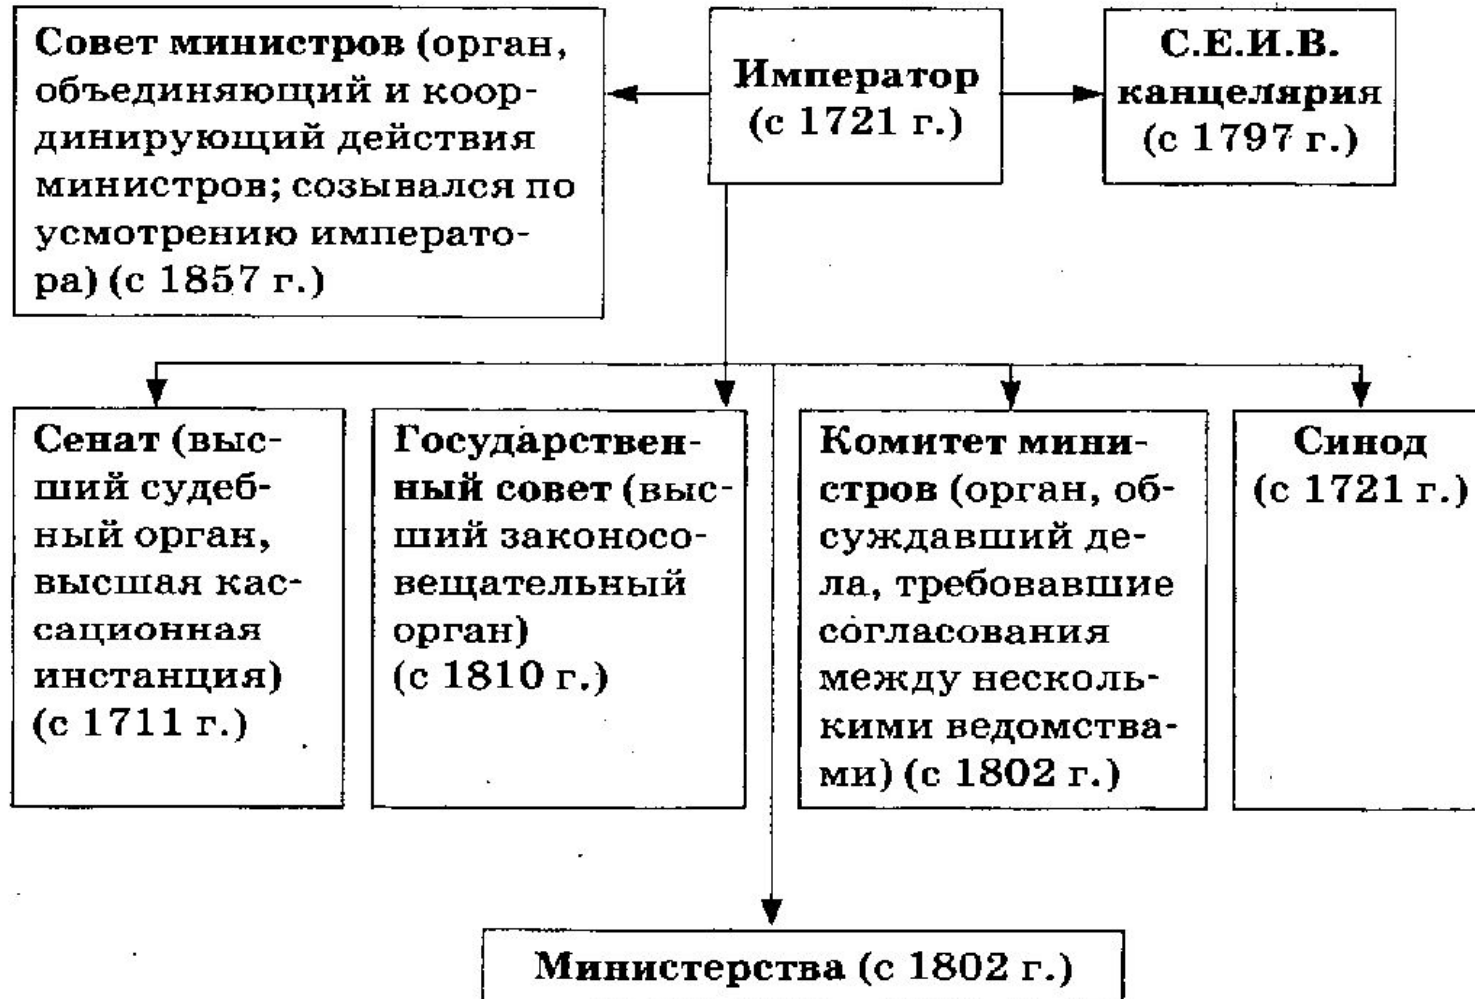 Совет министров (орган,
объединяющий и коор-
динирующий действия
министров; созывался по
усмотрению императо-
ра) (с 1857 г.)
Император
(с 1721 г.)
С.Е.И.В.
канцелярия
(с 1797 г.)
Сенат (выс-
ший судеб-
ный орган,
высшая кас-
сационная
инстанция)
(с 1711 г.)
Государствен-
ный совет (выс-
ший законосо-
вещательный
орган)
(с 1810 г.)
Комитет мини-
стров (орган, об-
суждавший де-
ла, требовавшие
согласования
между несколь-
кими ведомства-
ми) (с 1802 г.)
Синод
(с 1721 г.)
Министерства (с 1802 г.)